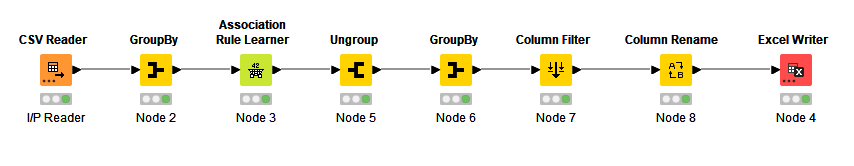 CSV Reader
GroupBy
Association
Rule Learner
Ungroup
GroupBy
Column Filter
Column Rename
Excel Writer
42
A
B
I/P Reader
Node 2
Node 3
Node 5
Node 6
Node 7
Node 8
Node 4